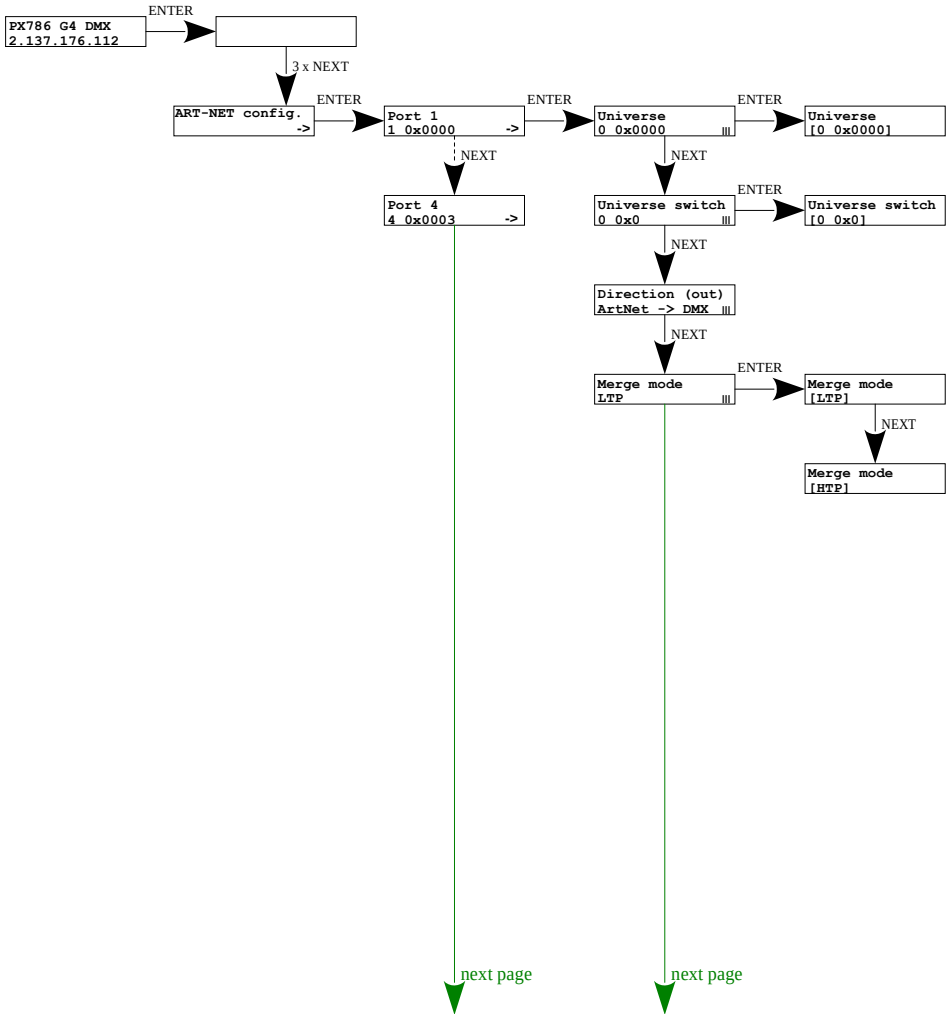 ENTER
PX786 G4 DMX
2.137.176.112
3 x NEXT
ART-NET config.
->
ENTER
Port 1
1 0x0000 ->
ENTER
Universe
0 0x0000
ENTER
Universe
[0 0x0000]
NEXT
NEXT
Port 4
4 0x0003 ->
Universe switch
0 0x0
ENTER
Universe switch
[0 0x0]
NEXT
Direction (out)
ArtNet -> DMX
NEXT
Merge mode
LTP
ENTER
Merge mode
[LTP]
NEXT
Merge mode
[HTP]
next page
next page